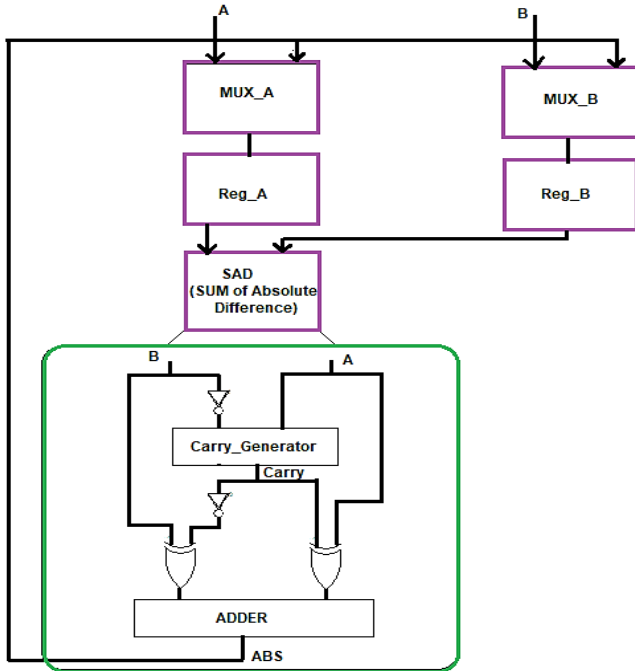 A
B
MUX_A
MUX_B
Reg_A
Reg_B
SAD
(SUM of Absolute
Difference)
B
A
Carry_Generator
Carry
ADDER
ABS